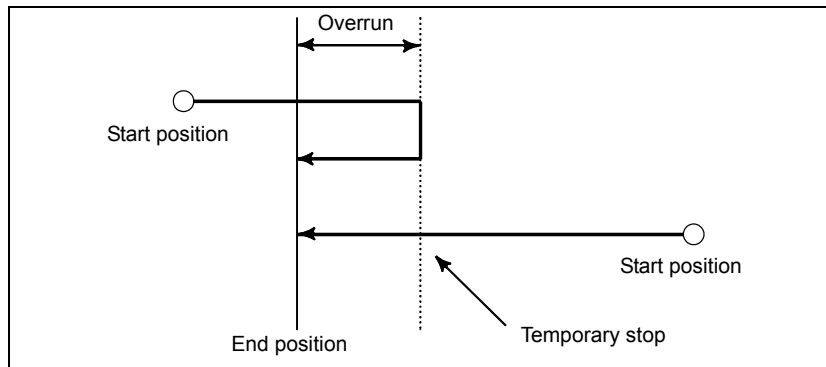 Overrun
Start position
Start position
Temporary stop
End position